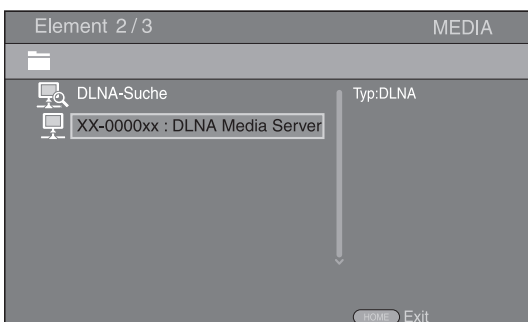 Element 2/3 MEDIA
DLNA-Suche Typ:DLNA
XX-0000xx : DLNA Media Server
HOME Exit